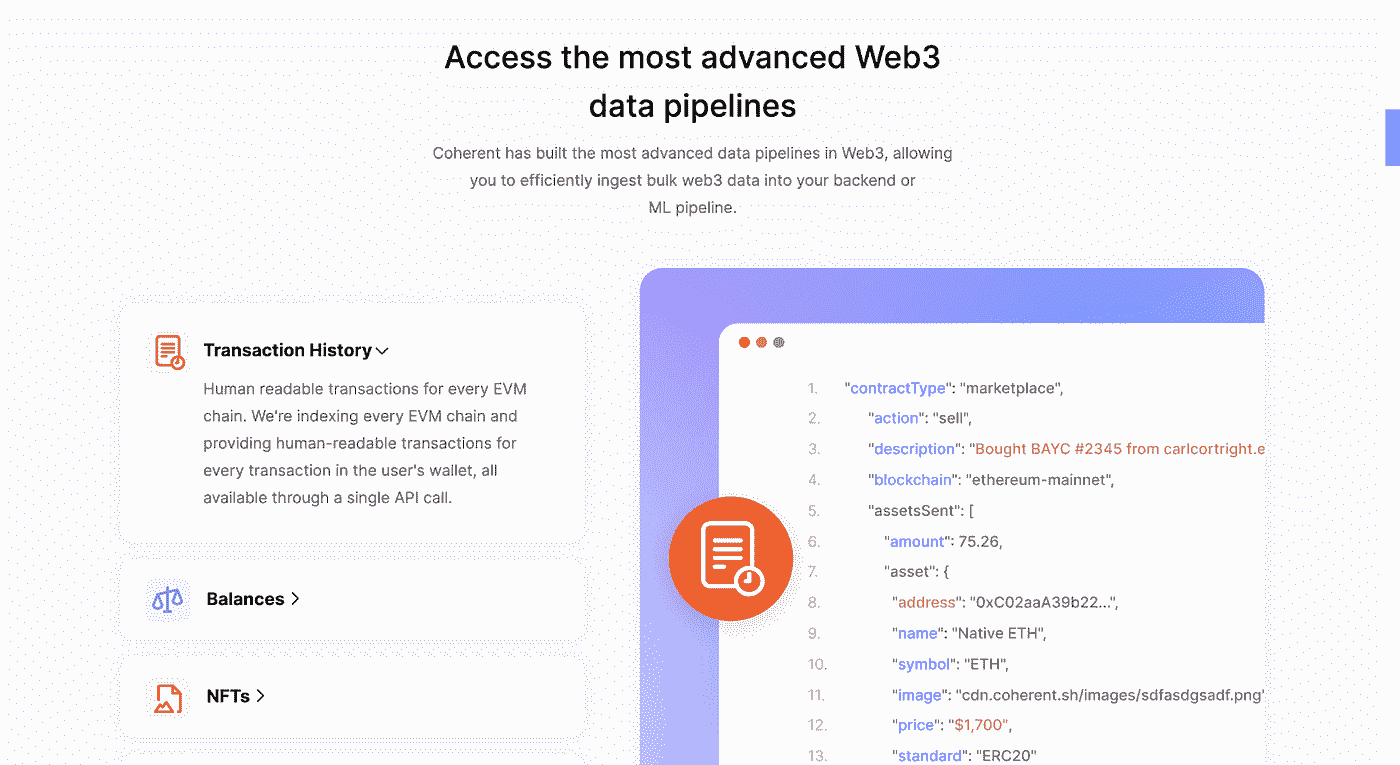 Access the most advanced Web3
data pipelines
Coherent has built the most advanced data pipelines in Web3, allowing
you to efficiently ingest bulk web3 data into your backend or
ML pipeline.
Transaction History
Human readable transactions for every EVM
chain. We're indexing every EVM chain and
providing human-readable transactions for
every transaction in the user's wallet, all
available through a single API call.
Balances
NFTs
1. "contractType": "marketplace",
2. "action": "sell",
3. "description": "Bought BAYC #2345 from carlcortright.e
4. "blockchain": "ethereum-mainnet",
5. "assetsSent": [
6. "amount": 75.26,
7. "asset": {
8. "address": "0xC02aaA39b22...",
9. "name": "Native ETH",
10. "symbol": "ETH",
11. "image": "cdn.coherent.sh/images/sdfasdgsadf.png"
12. "price": "$1,700",
13. "standard": "ERC20"